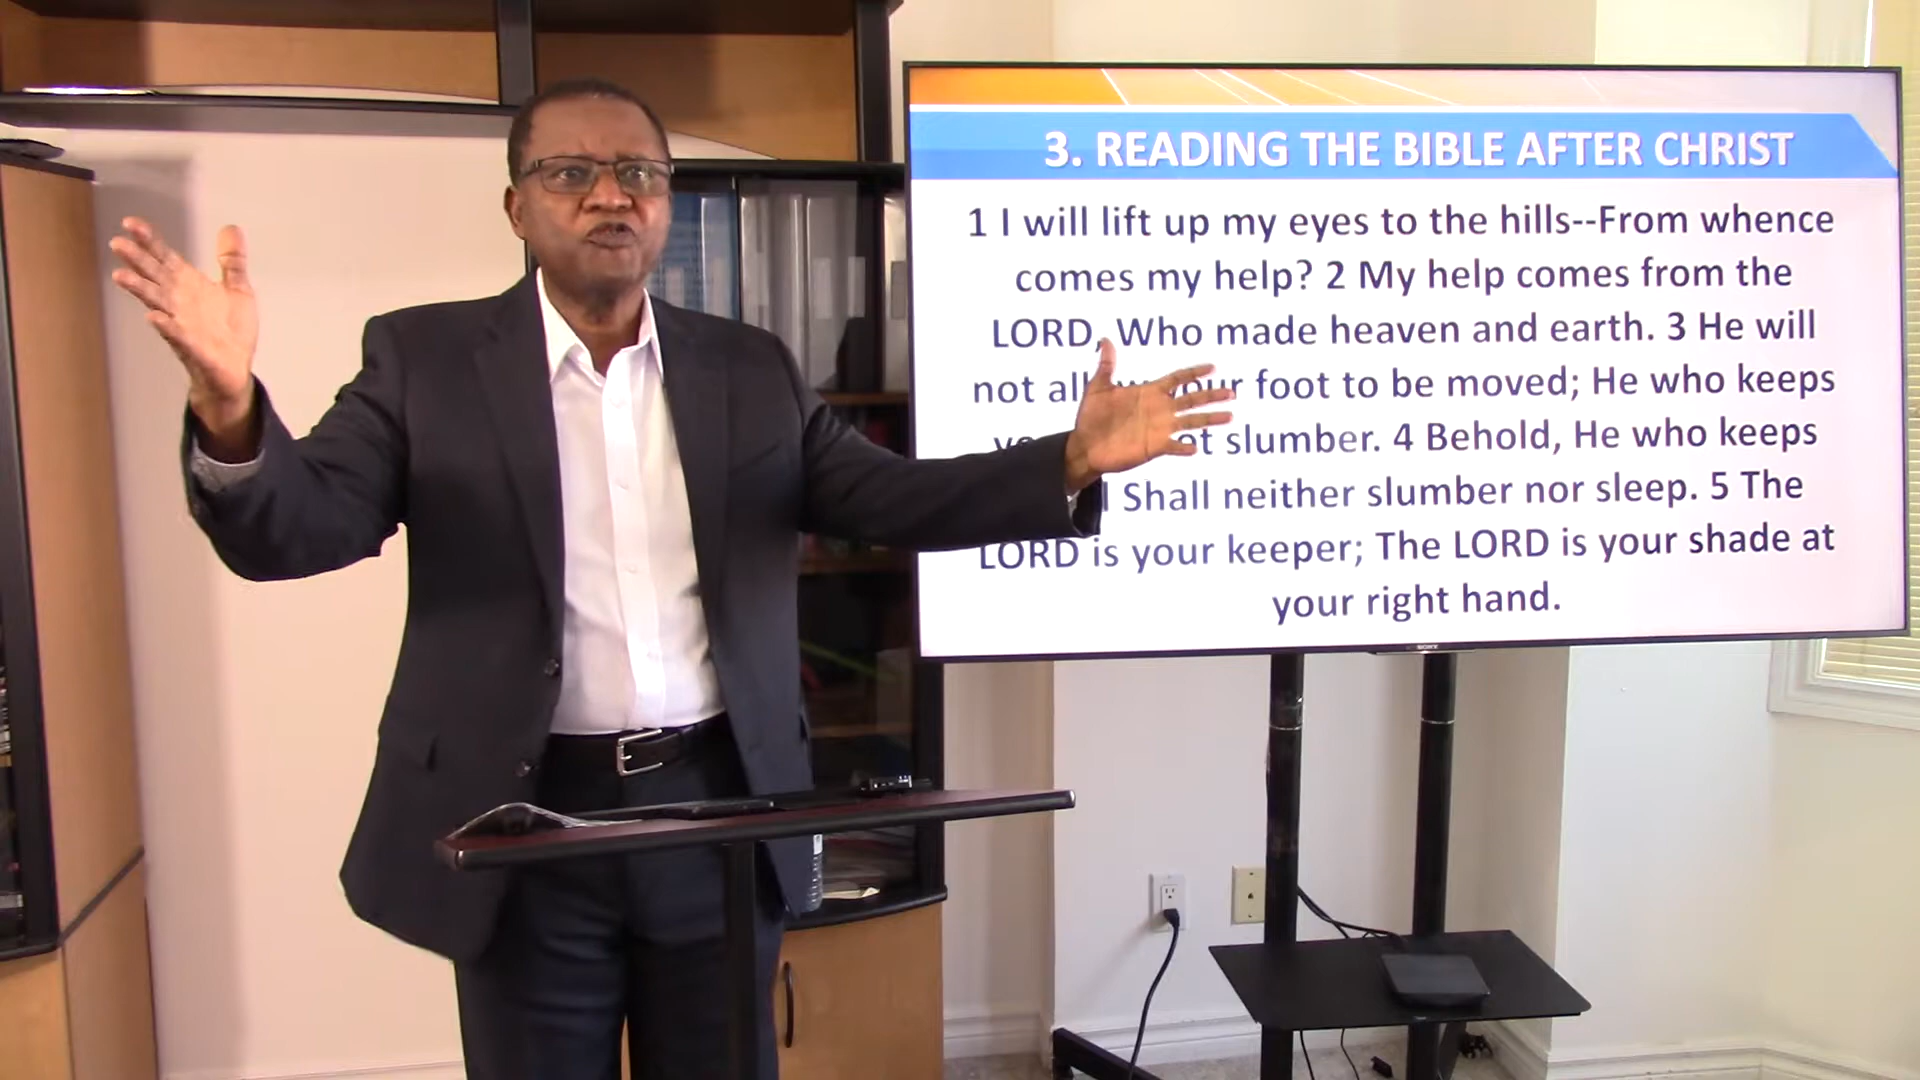 3. READING THE BIBLE AFTER CHRIST
1 I will lift up my eyes to the hills--From whence
comes my help? 2 My help comes from the
LORD, Who made heaven and earth. 3 He will
not your foot to be moved; He who keeps
slumber. 4 Behold, He who keeps
Shall neither slumber nor sleep. 5 The
LORD is your keeper; The LORD is your shade at
your right hand.
SONY